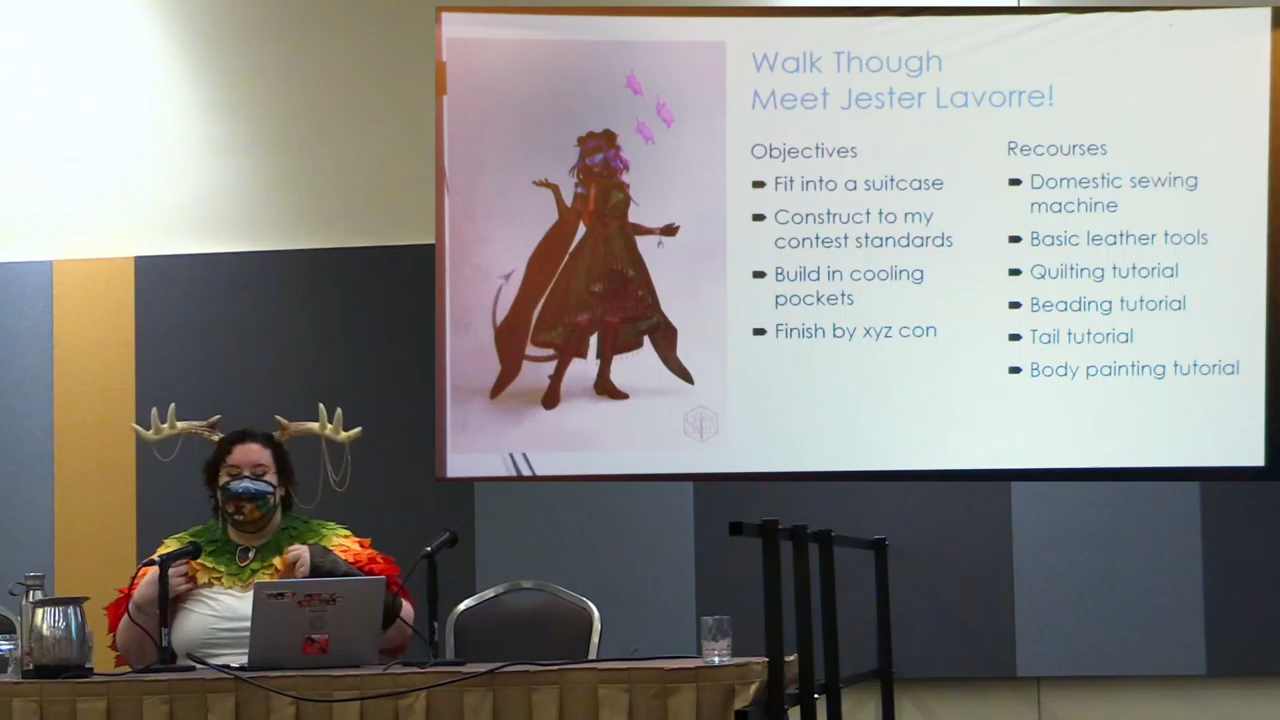 Walk Though
Meet Jester Lavorre!
Objectives
Fit into a suitcase
Construct to my
contest standards
Build in cooling
pockets
Finish by xyz con
Recourses
Domestic sewing
machine
Basic leather tools
Quilting tutorial
Beading tutorial
Tail tutorial
Body painting tutorial